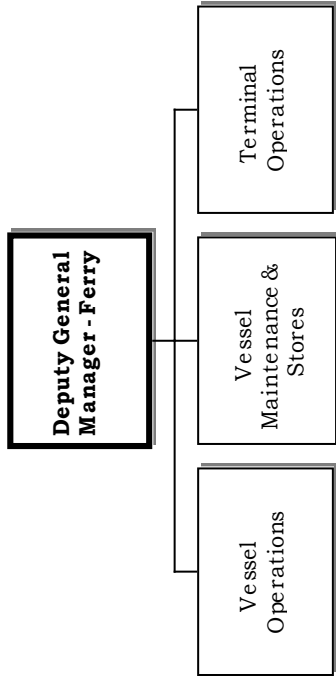 Deputy General
Manager - Ferry
Vessel
Operations
Vessel
Maintenance &
Stores
Terminal
Operations